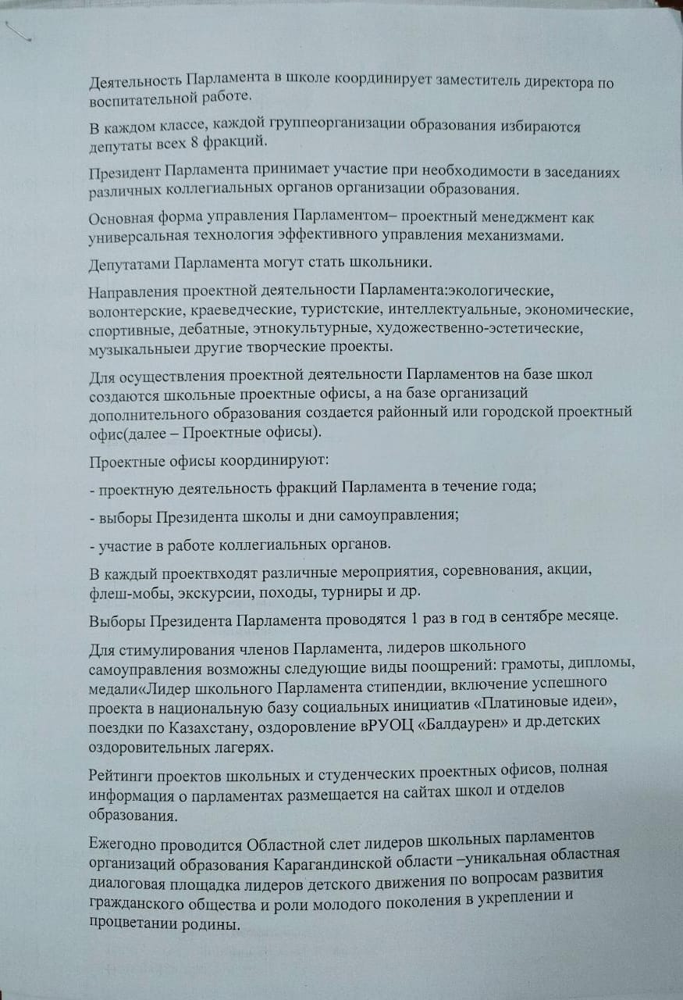 Деятельность Парламента в школе координирует заместитель директора по
воспитательной работе.
В каждом классе, каждой группеорганизации образования избираются
депутаты всех 8 фракций.
Президент Парламента принимает участие при необходимости в заседаниях
различных коллегиальных органов организации образования.
Основная форма управления Парламентом– проектный менеджмент как
универсальная технология эффективного управления механизмами.
Депутатами Парламента могут стать школьники.
Направления проектной деятельности Парламента:экологические,
волонтерские, краеведческие, туристские, интеллектуальные, экономические,
спортивные, дебатные, этнокультурные, художественно-эстетические,
музыкальныеи другие творческие проекты.
Для осуществления проектной деятельности Парламентов на базе школ
создаются школьные проектные офисы, а на базе организаций
дополнительного образования создается районный или городской проектный
офис(далее – Проектные офисы).
Проектные офисы координируют:
- проектную деятельность фракций Парламента в течение года;
- выборы Президента школы и дни самоуправления;
- участие в работе коллегиальных органов.
В каждый проектвходят различные мероприятия, соревнования, акции,
флеш-мобы, экскурсии, походы, турниры и др.
Выборы Президента Парламента проводятся 1 раз в год в сентябре месяце.
Для стимулирования членов Парламента, лидеров школьного
самоуправления возможны следующие виды поощрений: грамоты, дипломы,
медали«Лидер школьного Парламента стипендии, включение успешного
проекта в национальную базу социальных инициатив «Платиновые идеи»,
поездки по Казахстану, оздоровление вРУОЦ «Балдаурен» и др.детских
оздоровительных лагерях.
Рейтинги проектов школьных и студенческих проектных офисов, полная
информация о парламентах размещается на сайтах школ и отделов
образования.
Ежегодно проводится Областной слет лидеров школьных парламентов
организаций образования Карагандинской области –уникальная областная
диалоговая площадка лидеров детского движения по вопросам развития
гражданского общества и роли молодого поколения в укреплении и
процветании родины.